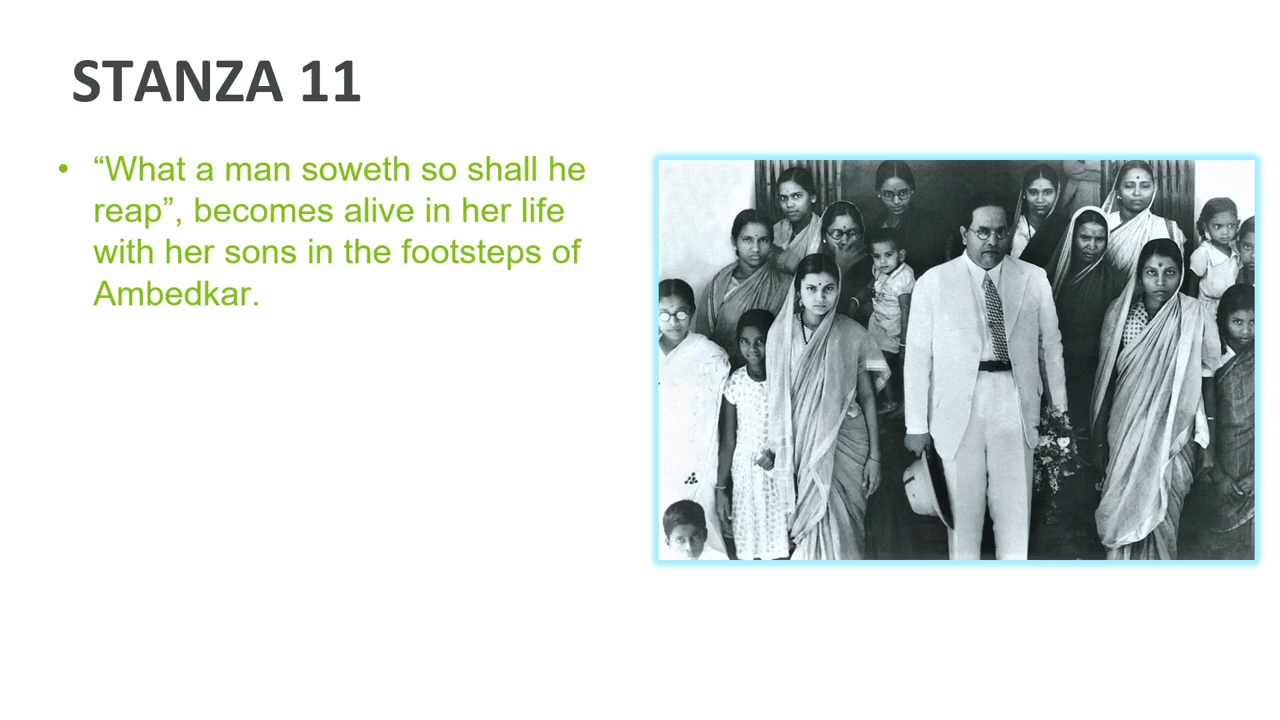 STANZA 11
• “What a man soweth so shall he
reap”, becomes alive in her life
with her sons in the footsteps of
Ambedkar.